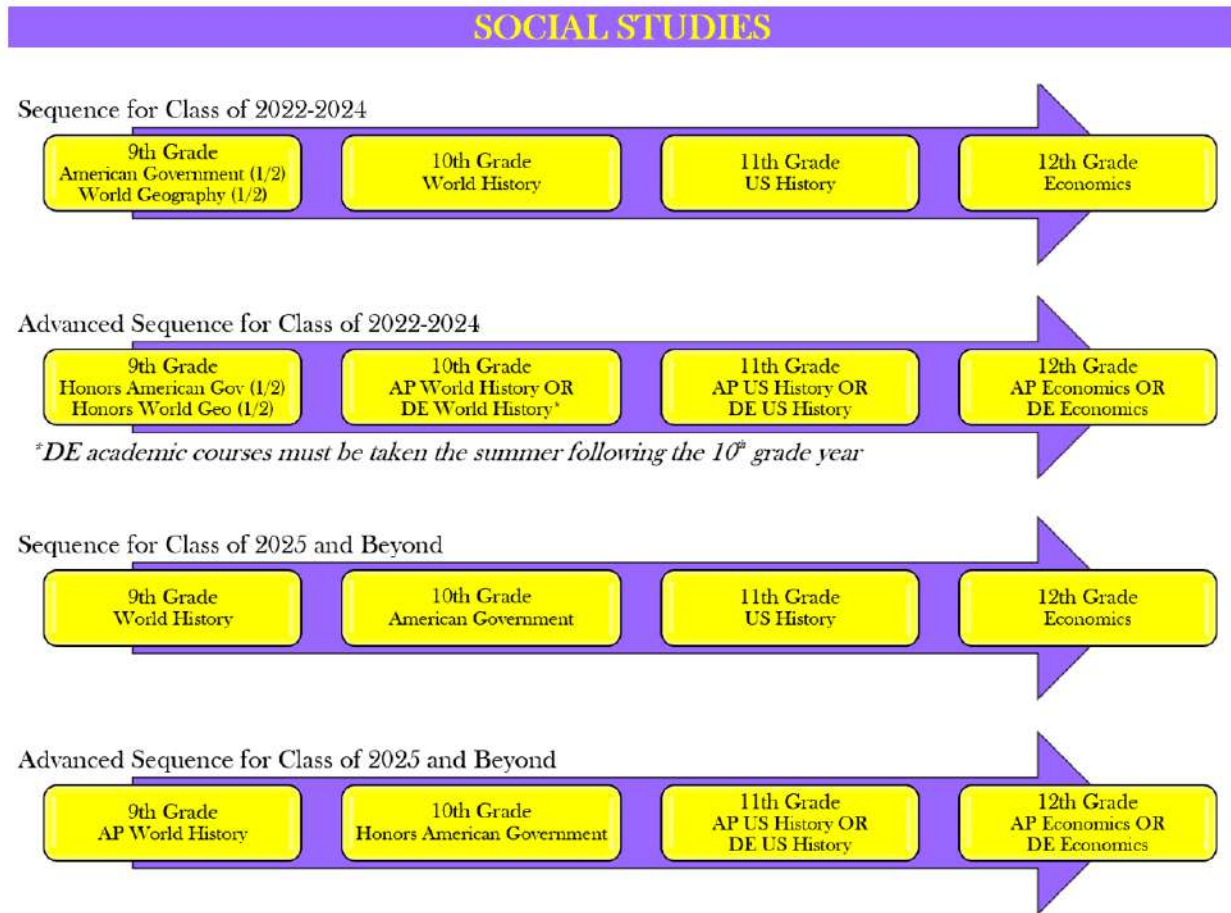 SOCIAL STUDIES
Sequence for Class of 2022-2024
9th Grade
American Government (1/2)
World Geography (1/2)
10th Grade
World History
11th Grade
US History
12th Grade
Economics
Advanced Sequence for Class of 2022-2024
9th Grade
Honors American Gov (1/2)
Honors World Geo (1/2)
10th Grade
AP World History OR
DE World History*
11th Grade
AP US History OR
DE US History
12th Grade
AP Economics OR
DE Economics
*DE academic courses must be taken the summer following the 10th grade year
Sequence for Class of 2025 and Beyond
9th Grade
World History
10th Grade
American Government
11th Grade
US History
12th Grade
Economics
Advanced Sequence for Class of 2025 and Beyond
9th Grade
AP World History
10th Grade
Honors American Government
11th Grade
AP US History OR
DE US History
12th Grade
AP Economics OR
DE Economics